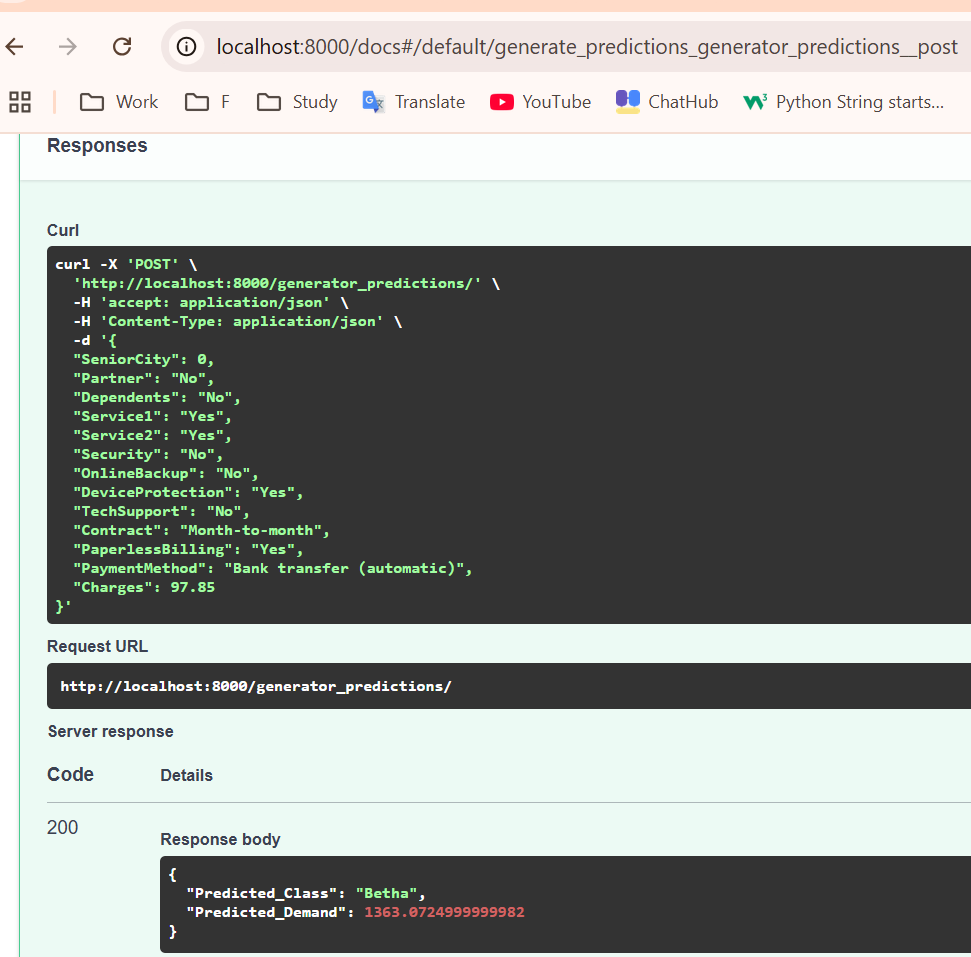 localhost:8000/docs#/default/generate_predictions_generator_predictions__post
Work F Study Translate YouTube ChatHub Python String starts...
Responses
Curl
curl -X 'POST' \
  'http://localhost:8000/generator_predictions/' \
  -H 'accept: application/json' \
  -H 'Content-Type: application/json' \
  -d '{
  "SeniorCity": 0,
  "Partner": "No",
  "Dependents": "No",
  "Service1": "Yes",
  "Service2": "Yes",
  "Security": "No",
  "OnlineBackup": "No",
  "DeviceProtection": "Yes",
  "TechSupport": "No",
  "Contract": "Month-to-month",
  "PaperlessBilling": "Yes",
  "PaymentMethod": "Bank transfer (automatic)",
  "Charges": 97.85
}'
Request URL
http://localhost:8000/generator_predictions/
Server response
Code Details
200
Response body
{
  "Predicted_Class": "Betha",
  "Predicted_Demand": 1363.0724999999982
}